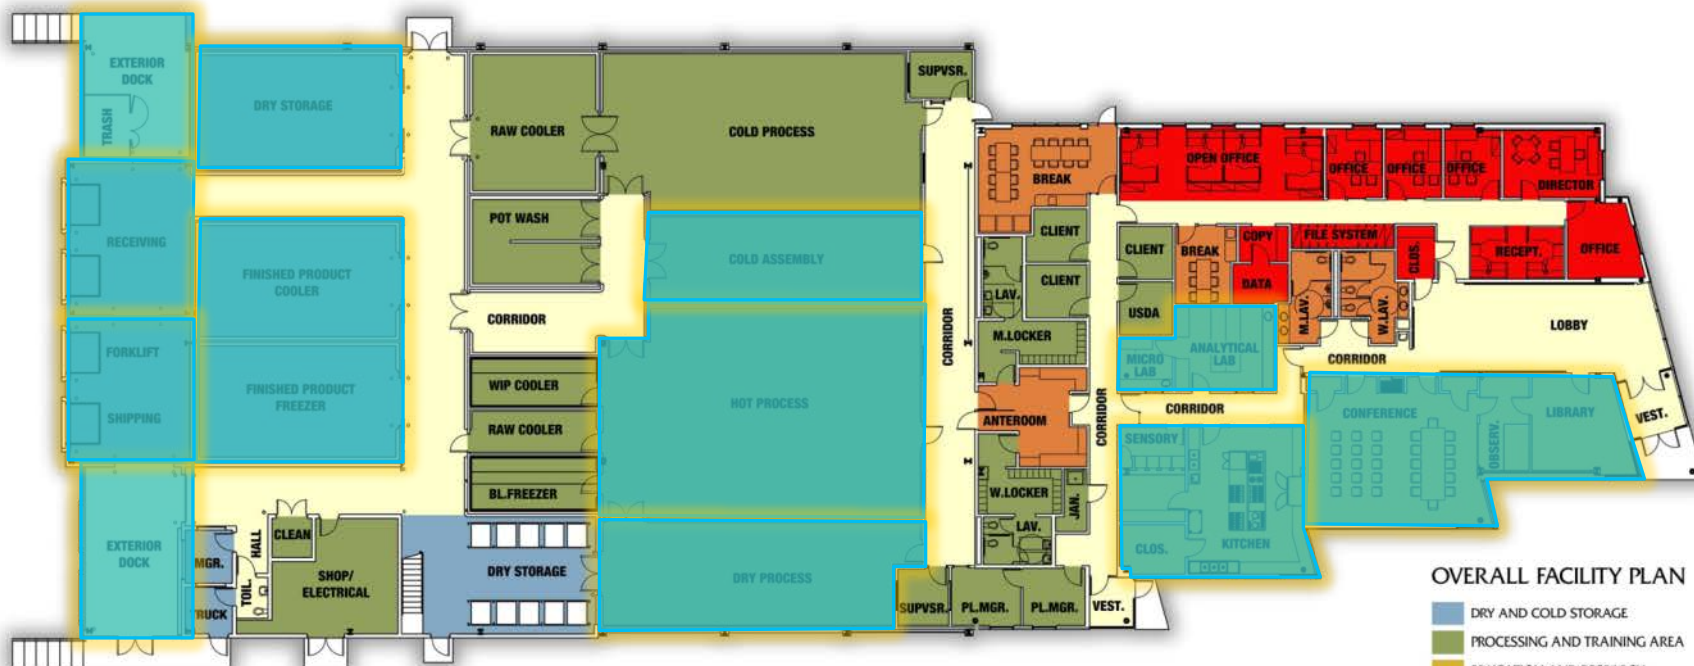 EXTERIOR
DOCK
TRASH
DRY STORAGE
RECEIVING
FINISHED PRODUCT
COOLER
FORKLIFT
SHIPPING
FINISHED PRODUCT
FREEZER
EXTERIOR
DOCK
MGR.
TRUCK
HALL
TOIL.
CLEAN
SHOP/
ELECTRICAL
RAW COOLER
POT WASH
CORRIDOR
WIP COOLER
RAW COOLER
BL.FREEZER
DRY STORAGE
COLD PROCESS
SUPVSR.
COLD ASSEMBLY
HOT PROCESS
DRY PROCESS
CORRIDOR
SUPVSR.
PL.MGR.
PL.MGR.
VEST.
BREAK
CLIENT
CLIENT
LAV.
M.LOCKER
ANTEROOM
W.LOCKER
JAN.
LAV.
CORRIDOR
OPEN OFFICE
OFFICE
OFFICE
OFFICE
DIRECTOR
CLIENT
BREAK
COPY
FILE SYSTEM
CLOS.
RECEPT.
OFFICE
DATA
USDA
M.LAV.
W.LAV.
LOBBY
MICRO
LAB
ANALYTICAL
LAB
CORRIDOR
CORRIDOR
CONFERENCE
LIBRARY
VEST.
OBSERV.
SENSORY
CLOS.
KITCHEN
OVERALL FACILITY PLAN
DRY AND COLD STORAGE
PROCESSING AND TRAINING AREA